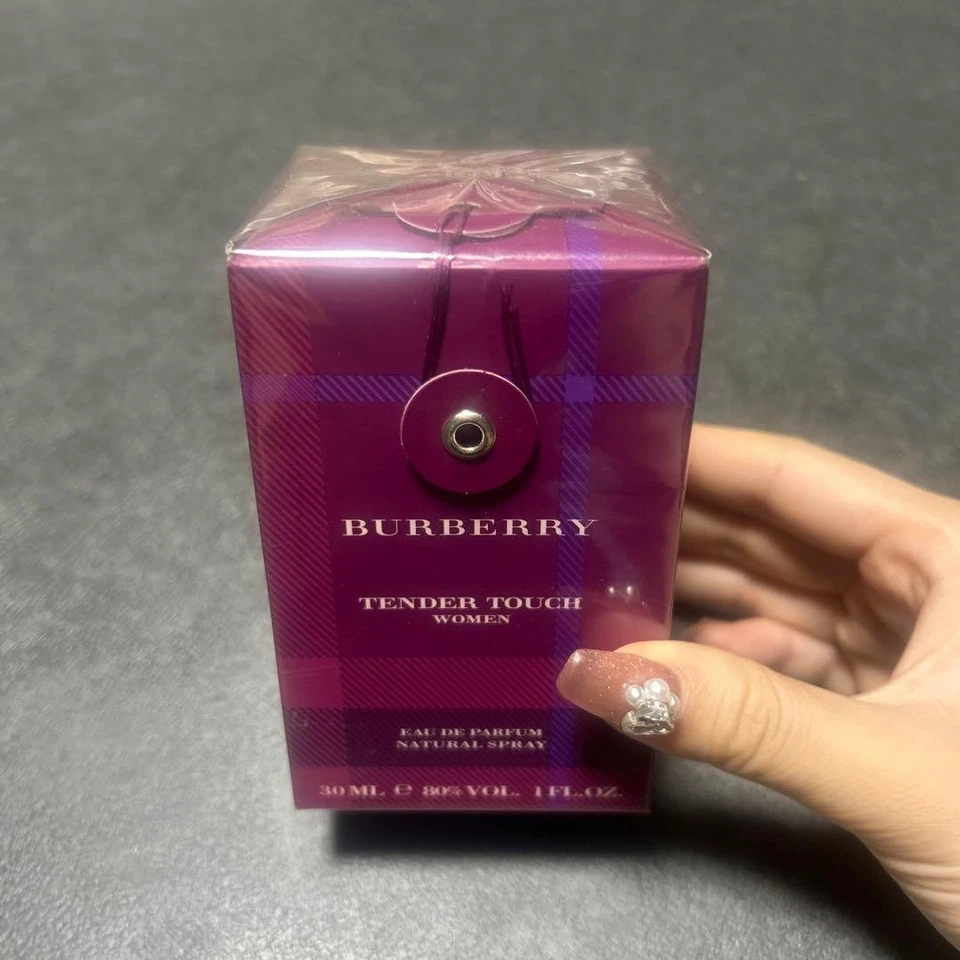 BURBERRY
TENDER TOUCH
WOMEN
EAU DE PARFUM
NATURAL SPRAY
30 ML ℮ 80% VOL. 1 FL.OZ.